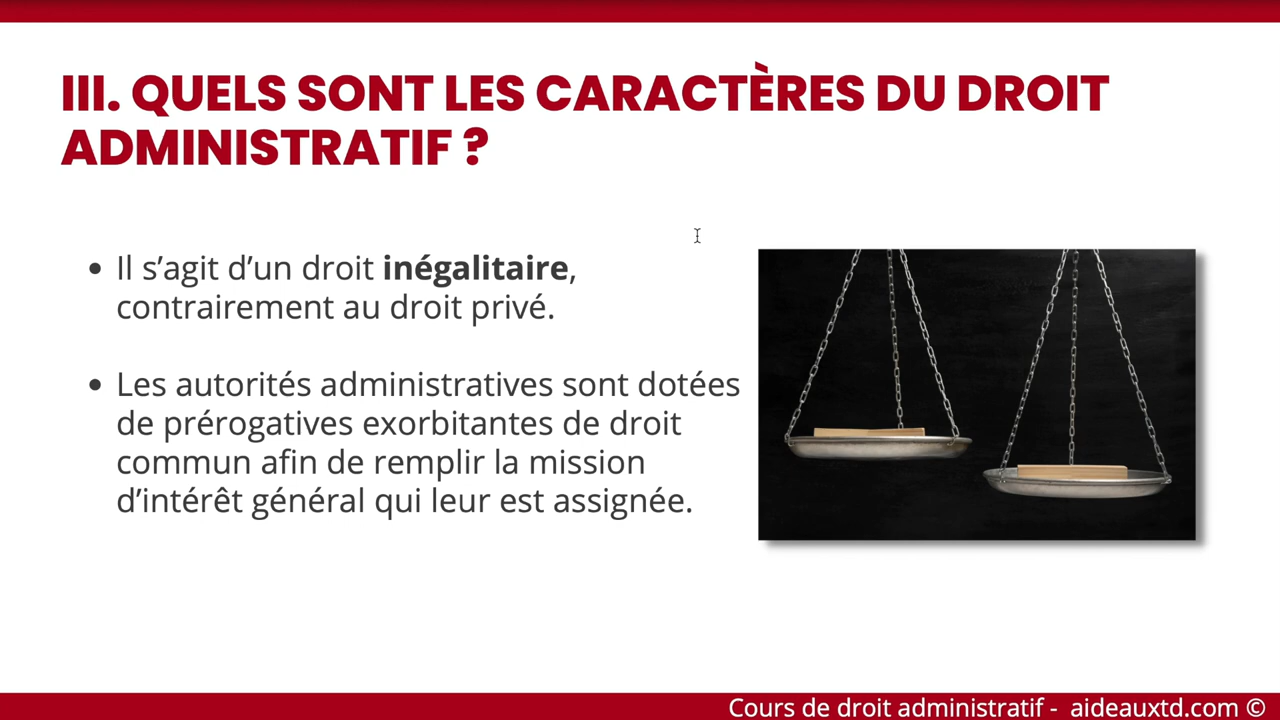 III. QUELS SONT LES CARACTÈRES DU DROIT
ADMINISTRATIF ?
• Il s’agit d’un droit inégalitaire,
contrairement au droit privé.
• Les autorités administratives sont dotées
de prérogatives exorbitantes de droit
commun afin de remplir la mission
d’intérêt général qui leur est assignée.
Cours de droit administratif - aideauxtd.com ©